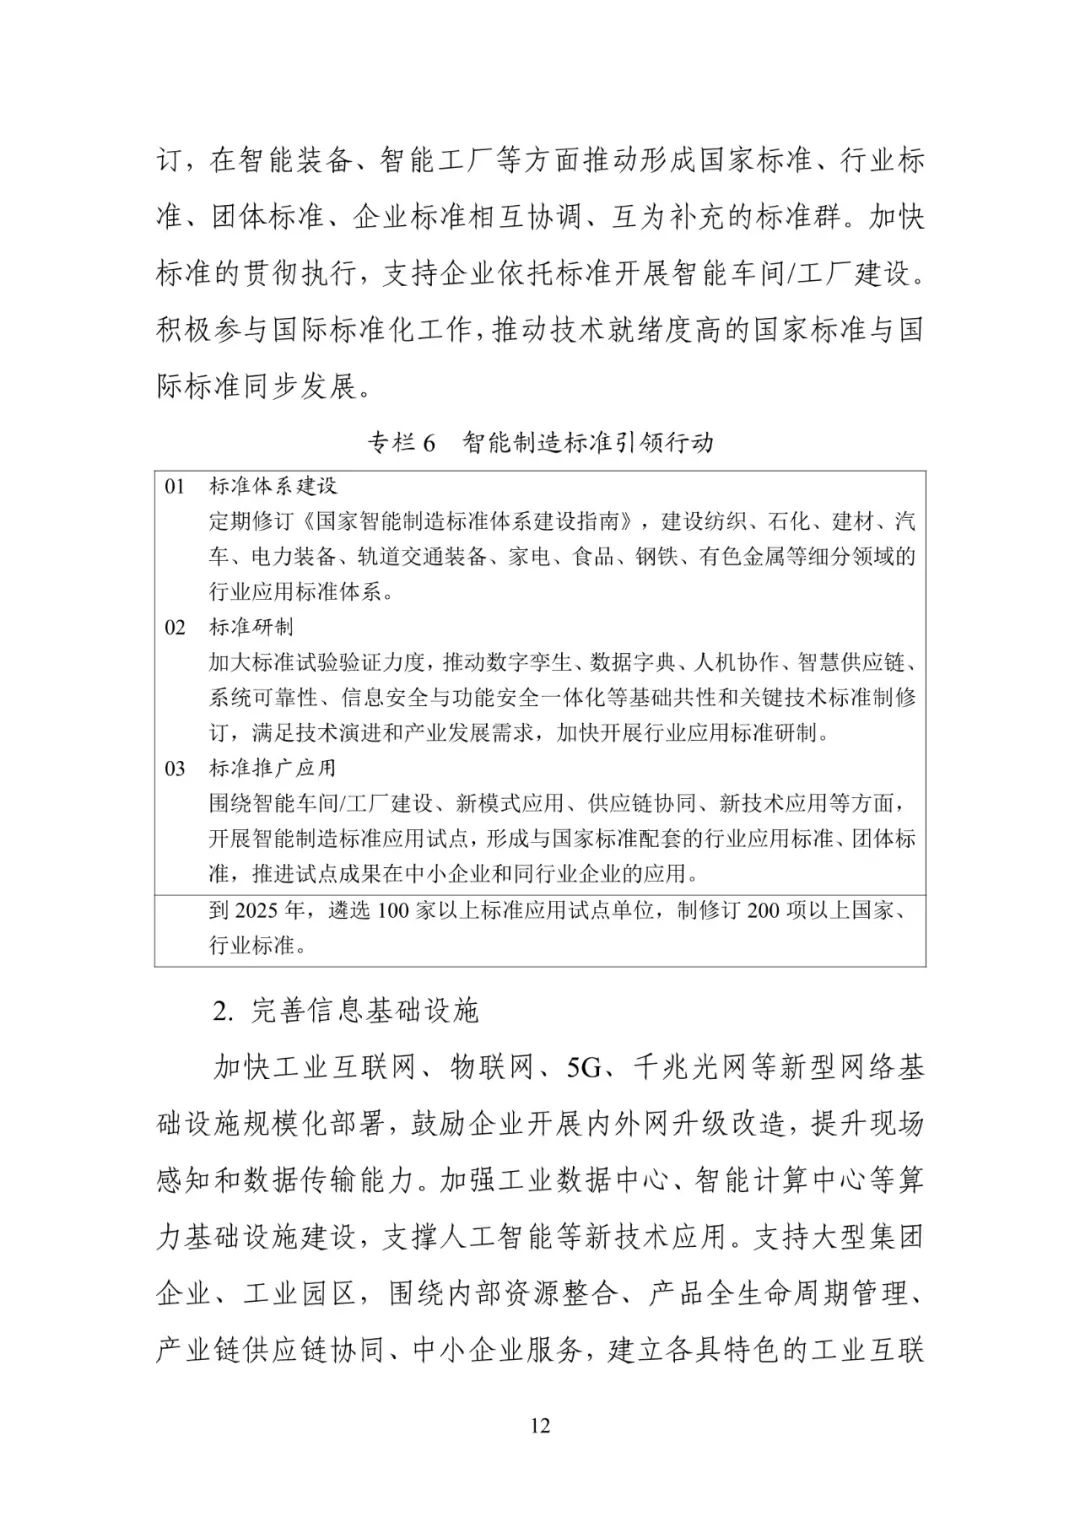 订，在智能装备、智能工厂等方面推动形成国家标准、行业标
准、团体标准、企业标准相互协调、互为补充的标准群。加快
标准的贯彻执行，支持企业依托标准开展智能车间/工厂建设。
积极参与国际标准化工作，推动技术就绪度高的国家标准与国
际标准同步发展。
专栏 6 智能制造标准引领行动
01 标准体系建设
定期修订《国家智能制造标准体系建设指南》，建设纺织、石化、建材、汽
车、电力装备、轨道交通装备、家电、食品、钢铁、有色金属等细分领域的
行业应用标准体系。
02 标准研制
加大标准试验验证力度，推动数字孪生、数据字典、人机协作、智慧供应链、
系统可靠性、信息安全与功能安全一体化等基础共性和关键技术标准制修
订，满足技术演进和产业发展需求，加快开展行业应用标准研制。
03 标准推广应用
围绕智能车间/工厂建设、新模式应用、供应链协同、新技术应用等方面，
开展智能制造标准应用试点，形成与国家标准配套的行业应用标准、团体标
准，推进试点成果在中小企业和同行业企业的应用。
到 2025 年，遴选 100 家以上标准应用试点单位，制修订 200 项以上国家、
行业标准。
2. 完善信息基础设施
加快工业互联网、物联网、5G、千兆光网等新型网络基
础设施规模化部署，鼓励企业开展内外网升级改造，提升现场
感知和数据传输能力。加强工业数据中心、智能计算中心等算
力基础设施建设，支撑人工智能等新技术应用。支持大型集团
企业、工业园区，围绕内部资源整合、产品全生命周期管理、
产业链供应链协同、中小企业服务，建立各具特色的工业互联
12